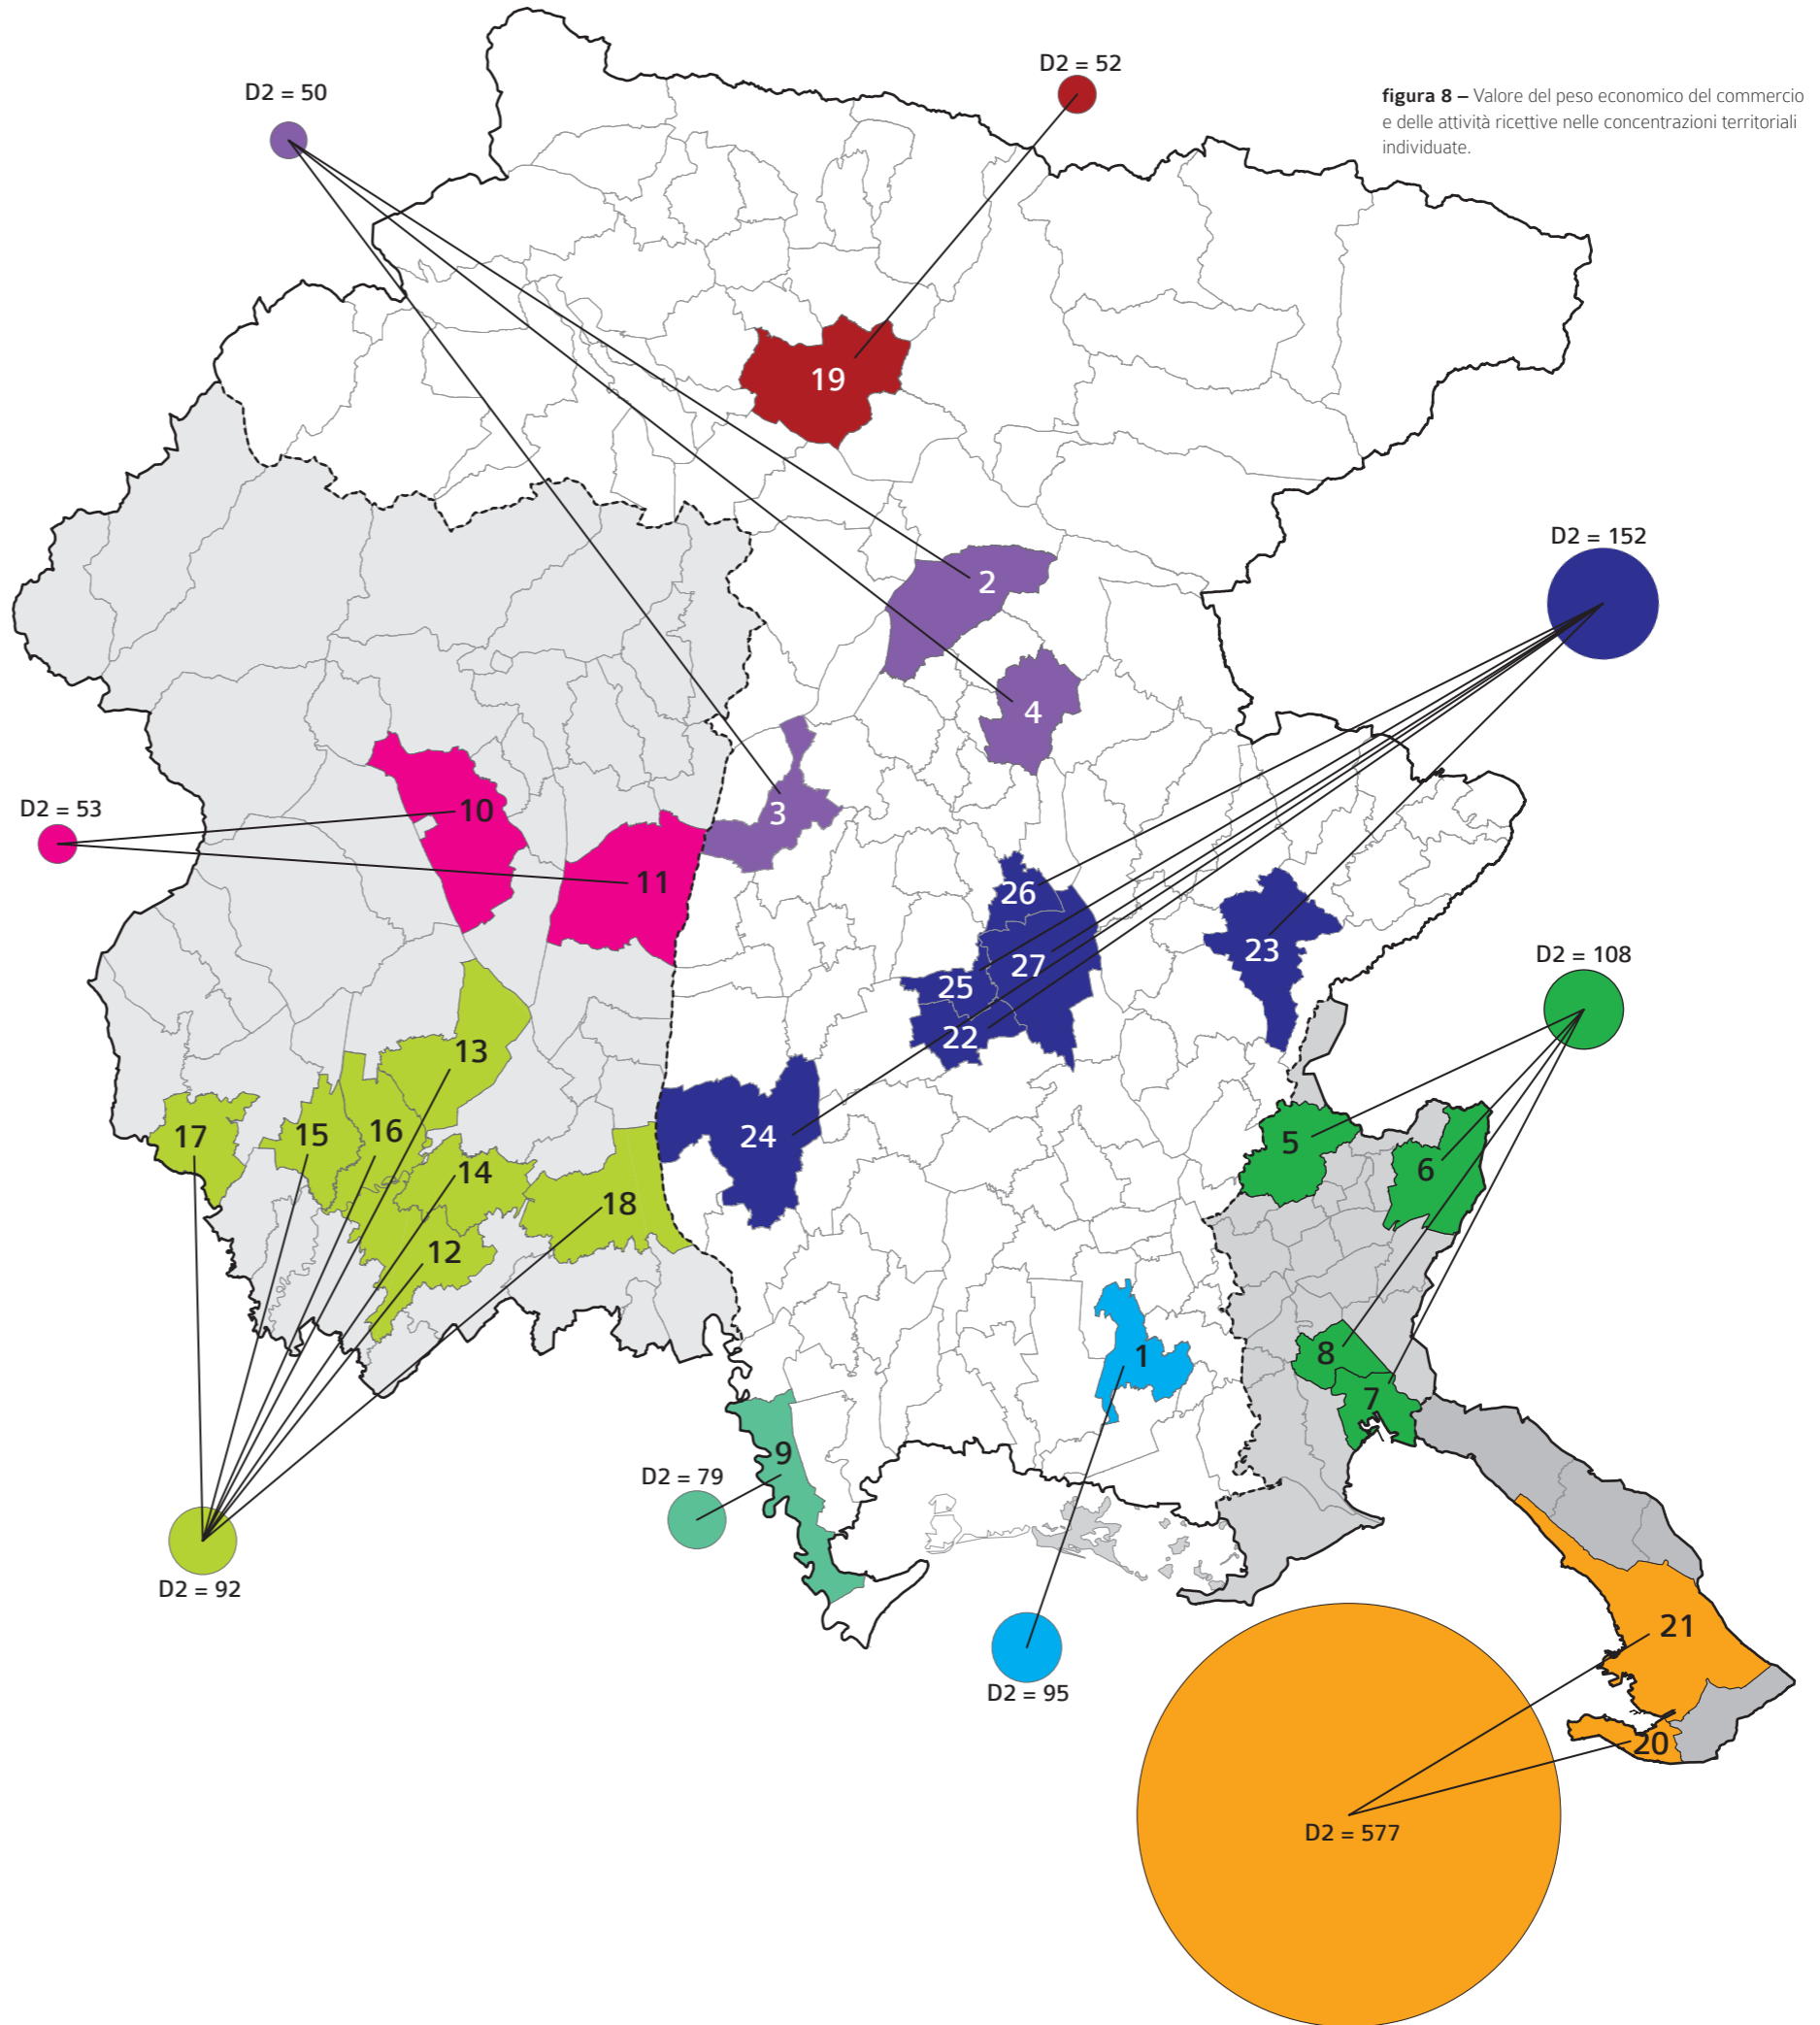 D2 = 52
D2 = 50
figura 8 – Valore del peso economico del commercio
e delle attività ricettive nelle concentrazioni territoriali
individuate.
19
D2 = 152
2
4
D2 = 53
10
3
11
26
23
27
25
22
D2 = 108
13
17
15
16
14
24
5
6
18
12
1
8
7
9
D2 = 79
D2 = 92
D2 = 95
21
20
D2 = 577